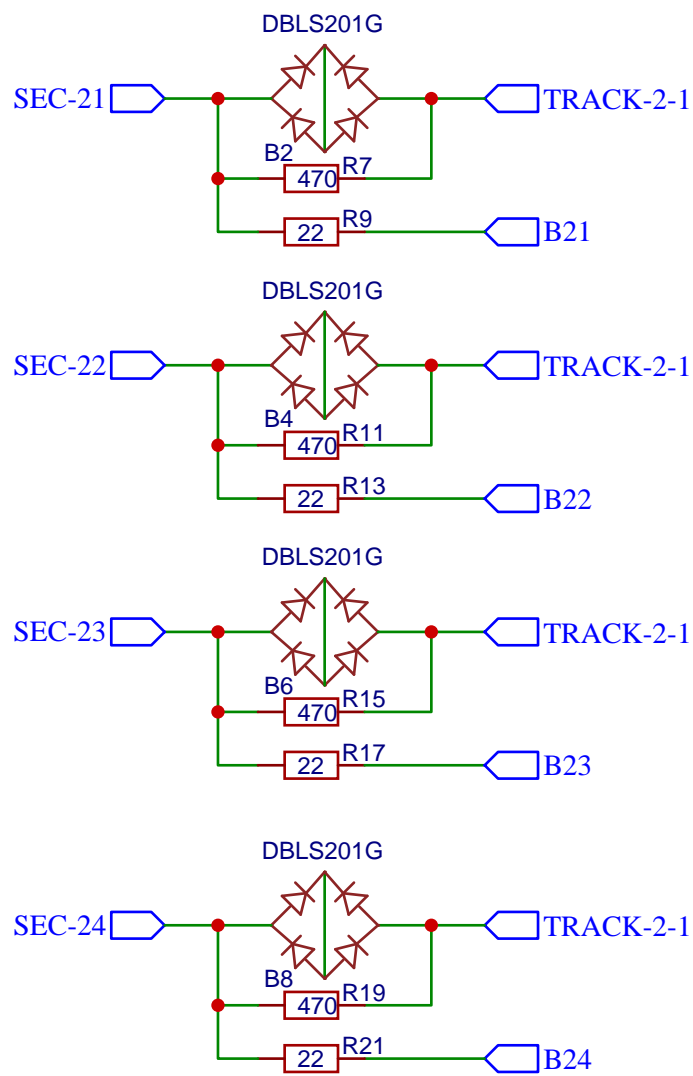 DBLS201G
SEC-21 TRACK-2-1
B2 R7
470
R9
22 B21
DBLS201G
SEC-22 TRACK-2-1
B4 R11
470
R13
22 B22
DBLS201G
SEC-23 TRACK-2-1
B6 R15
470
R17
22 B23
DBLS201G
SEC-24 TRACK-2-1
B8 R19
470
R21
22 B24